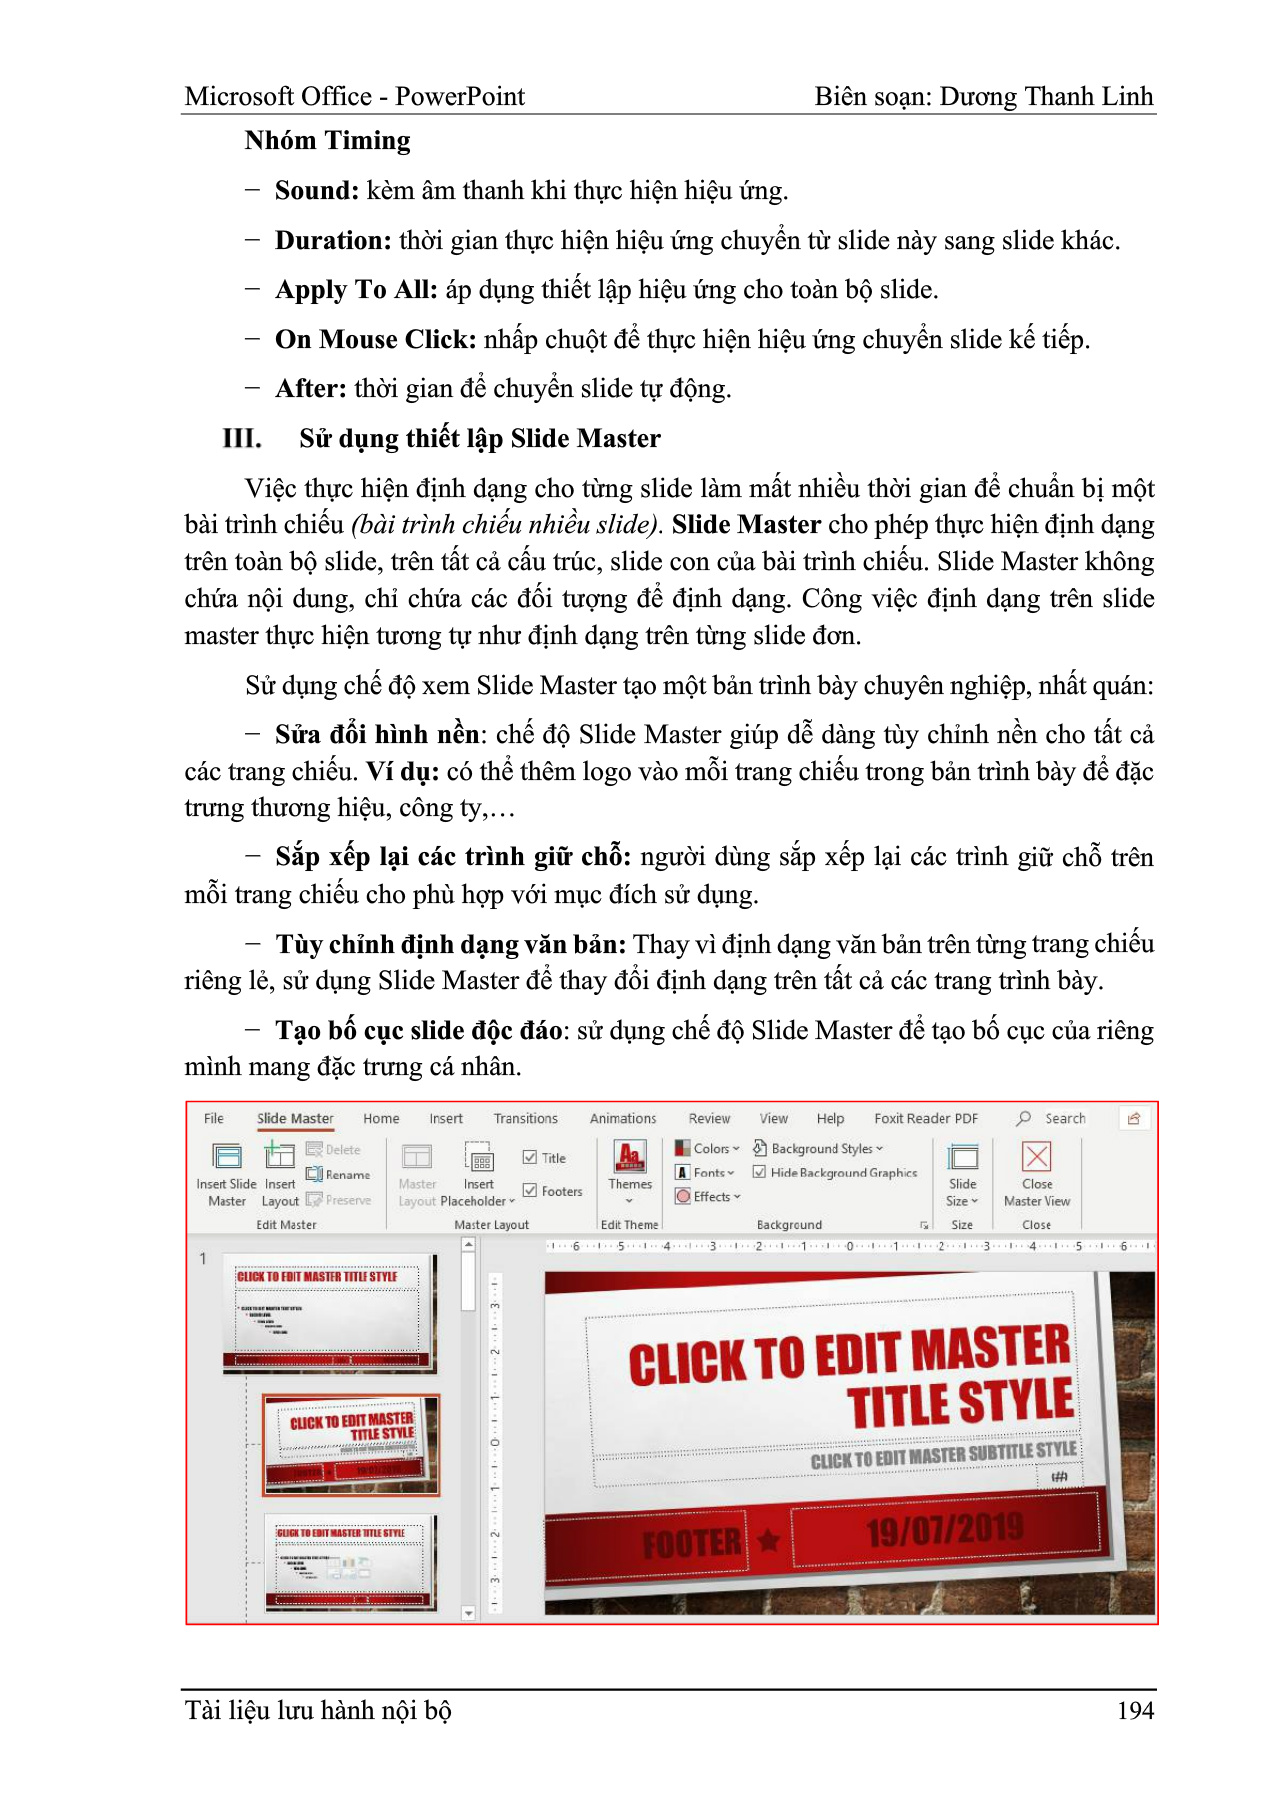 Microsoft Office - PowerPoint Biên soạn: Dương Thanh Linh
Nhóm Timing
− Sound: kèm âm thanh khi thực hiện hiệu ứng.
− Duration: thời gian thực hiện hiệu ứng chuyển từ slide này sang slide khác.
− Apply To All: áp dụng thiết lập hiệu ứng cho toàn bộ slide.
− On Mouse Click: nhấp chuột để thực hiện hiệu ứng chuyển slide kế tiếp.
− After: thời gian để chuyển slide tự động.
III. Sử dụng thiết lập Slide Master
Việc thực hiện định dạng cho từng slide làm mất nhiều thời gian để chuẩn bị một
bài trình chiếu (bài trình chiếu nhiều slide). Slide Master cho phép thực hiện định dạng
trên toàn bộ slide, trên tất cả cấu trúc, slide con của bài trình chiếu. Slide Master không
chứa nội dung, chỉ chứa các đối tượng để định dạng. Công việc định dạng trên slide
master thực hiện tương tự như định dạng trên từng slide đơn.
Sử dụng chế độ xem Slide Master tạo một bản trình bày chuyên nghiệp, nhất quán:
− Sửa đổi hình nền: chế độ Slide Master giúp dễ dàng tùy chỉnh nền cho tất cả
các trang chiếu. Ví dụ: có thể thêm logo vào mỗi trang chiếu trong bản trình bày để đặc
trưng thương hiệu, công ty,…
− Sắp xếp lại các trình giữ chỗ: người dùng sắp xếp lại các trình giữ chỗ trên
mỗi trang chiếu cho phù hợp với mục đích sử dụng.
− Tùy chỉnh định dạng văn bản: Thay vì định dạng văn bản trên từng trang chiếu
riêng lẻ, sử dụng Slide Master để thay đổi định dạng trên tất cả các trang trình bày.
− Tạo bố cục slide độc đáo: sử dụng chế độ Slide Master để tạo bố cục của riêng
mình mang đặc trưng cá nhân.
File Slide Master Home Insert Transitions Animations Review View Help Foxit Reader PDF Search
Insert Slide Master Insert Layout Delete Rename Preserve
Edit Master
Master Layout Insert Placeholder Title Footers
Master Layout
Themes
Edit Theme
Colors Fonts Effects Background Styles Hide Background Graphics
Background
Slide Size
Size
Close Master View
Close
6 5 4 3 2 1 0 1 2 3 4 5 6
3 2 1 0 1 2 3
1
CLICK TO EDIT MASTER TITLE STYLE
CLICK TO EDIT MASTER
TITLE STYLE
CLICK TO EDIT MASTER TITLE STYLE
CLICK TO EDIT MASTER
TITLE STYLE
CLICK TO EDIT MASTER SUBTITLE STYLE
‹#›
FOOTER 19/07/2019
Tài liệu lưu hành nội bộ 194